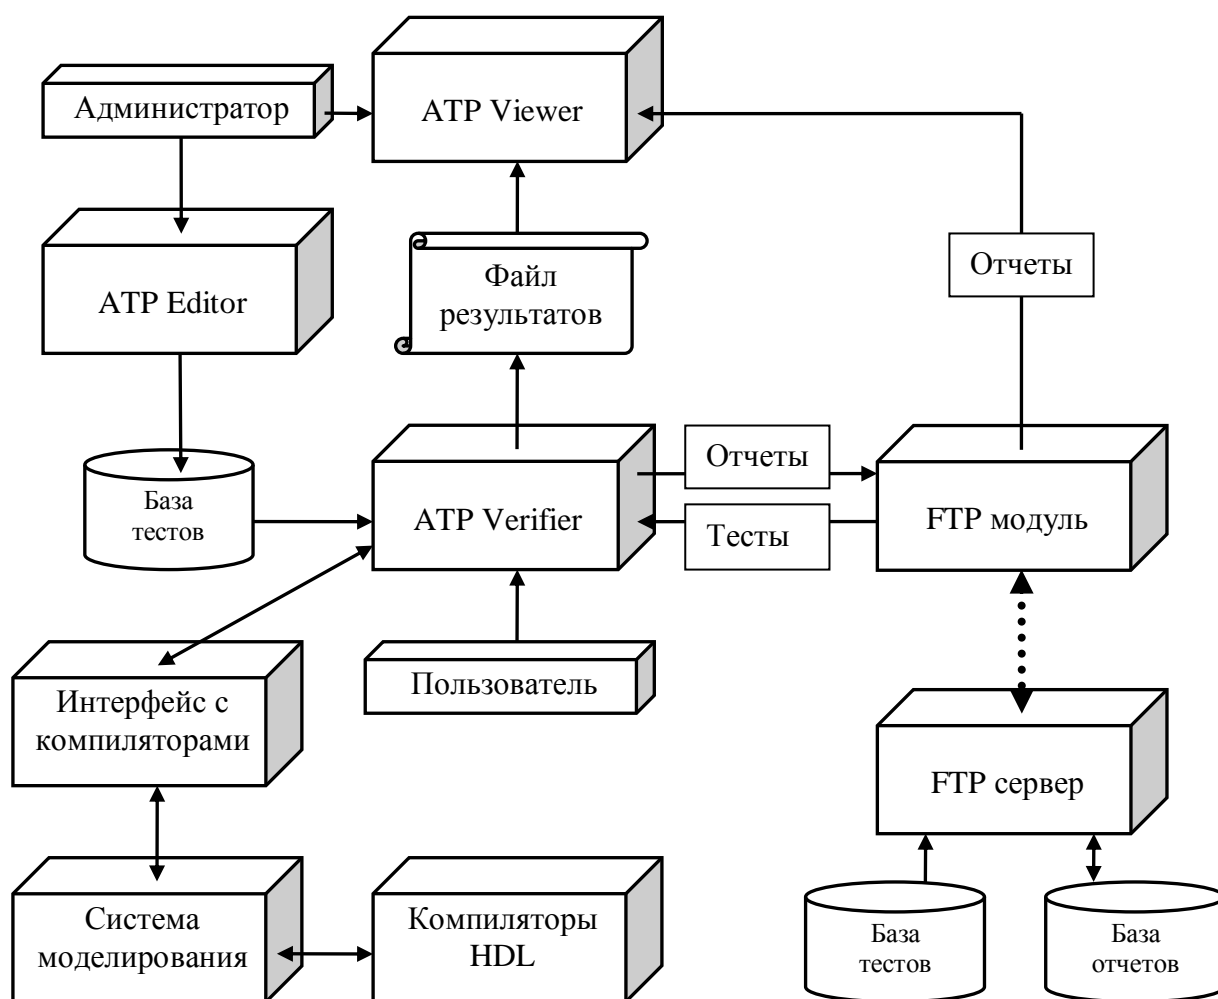 Администратор
ATP Viewer
ATP Editor
Файл
результатов
Отчеты
База
тестов
ATP Verifier
Отчеты
Тесты
FTP модуль
Интерфейс с
компиляторами
Пользователь
FTP сервер
Система
моделирования
Компиляторы
HDL
База
тестов
База
отчетов